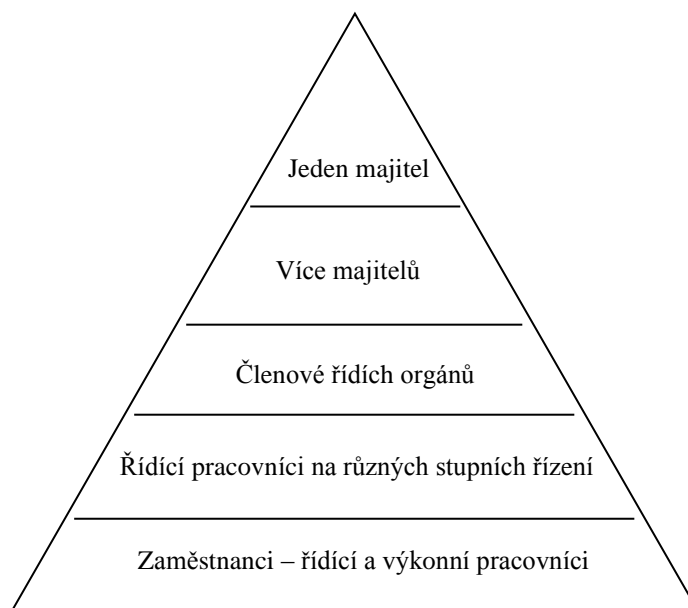 Jeden majitel
Více majitelů
Členové řídích orgánů
Řídící pracovníci na různých stupních řízení
Zaměstnanci – řídící a výkonní pracovníci